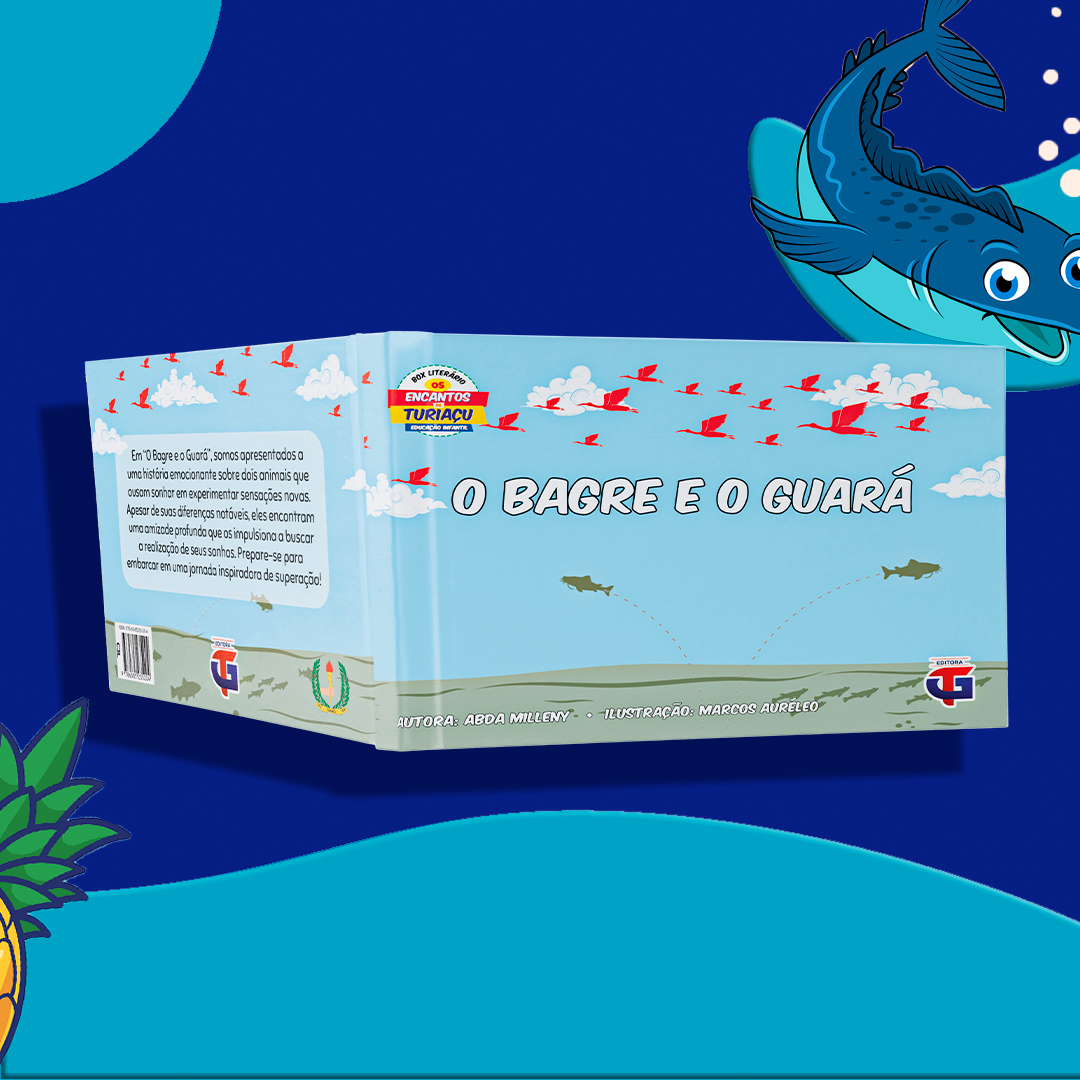 Em "O Bagre e o Guará", somos apresentados a
uma história emocionante sobre dois animais que
ousam sonhar em experimentar sensações novas.
Apesar de suas diferenças notáveis, eles encontram
uma amizade profunda que os impulsiona a buscar
a realização de seus sonhos. Prepare-se para
embarcar em uma jornada inspiradora de superação!
EDITORA
TG
BOX LITERÁRIO
OS
ENCANTOS
TURIAÇU
EDUCAÇÃO INFANTIL
O BAGRE E O GUARÁ
AUTORA: ABDA MILLENY • ILUSTRAÇÃO: MARCOS AURÉLEO
EDITORA
TG